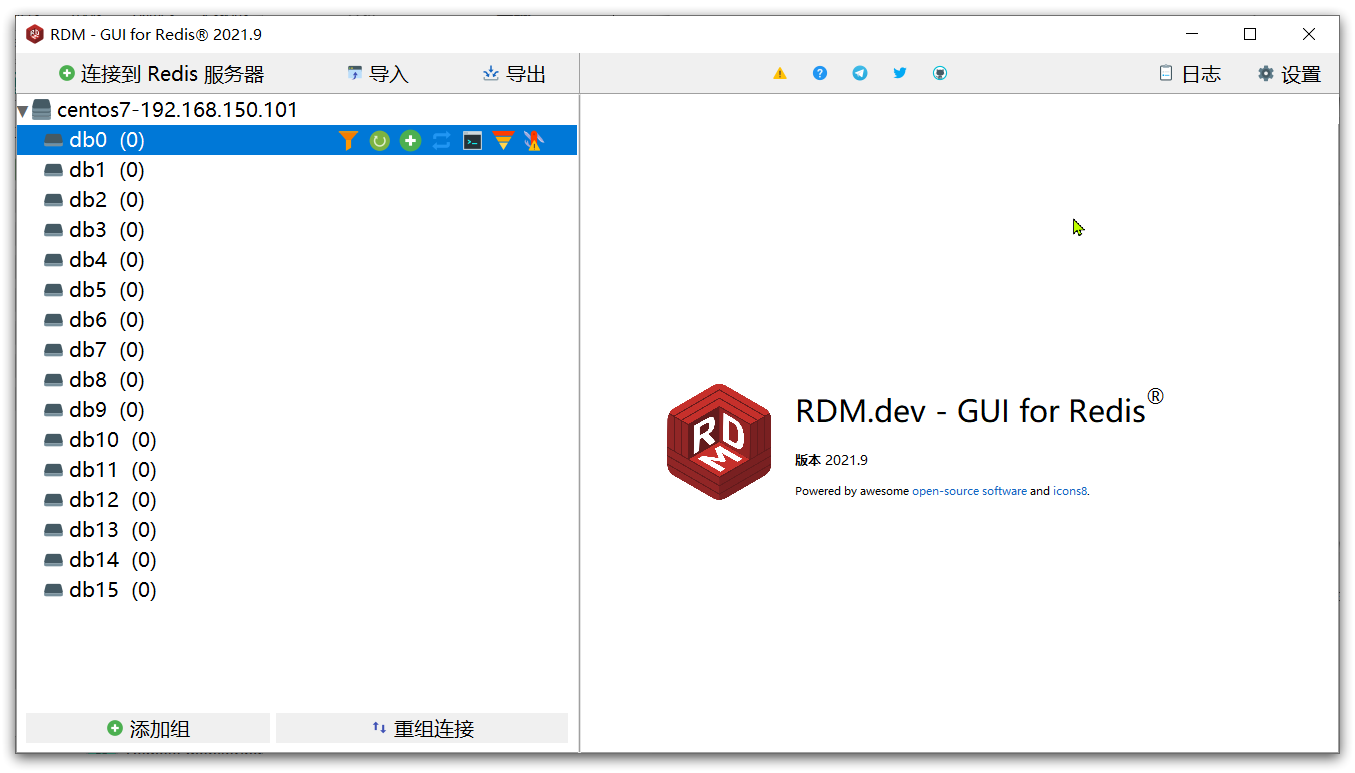 RDM - GUI for Redis® 2021.9
连接到 Redis 服务器 导入 导出 日志 设置
centos7-192.168.150.101
db0 (0)
db1 (0)
db2 (0)
db3 (0)
db4 (0)
db5 (0)
db6 (0)
db7 (0)
db8 (0)
db9 (0)
db10 (0)
db11 (0)
db12 (0)
db13 (0)
db14 (0)
db15 (0)
添加组 重组连接
RDM
RDM.dev - GUI for Redis®
版本 2021.9
Powered by awesome open-source software and icons8.